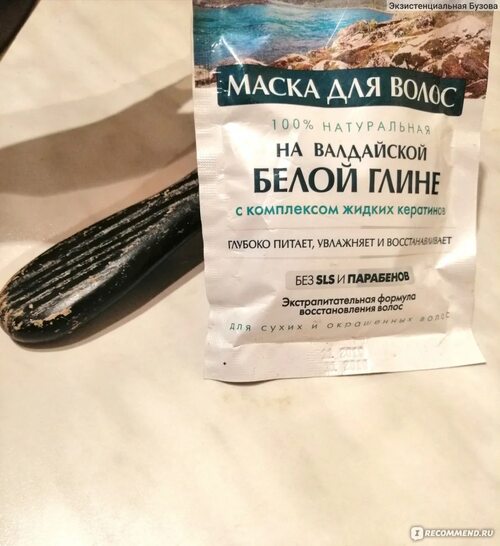 Экзистенциальная Бузова
МАСКА ДЛЯ ВОЛОС
100% НАТУРАЛЬНАЯ
НА ВАЛДАЙСКОЙ
БЕЛОЙ ГЛИНЕ
С КОМПЛЕКСОМ ЖИДКИХ КЕРАТИНОВ
ГЛУБОКО ПИТАЕТ, УВЛАЖНЯЕТ И ВОССТАНАВЛИВАЕТ
БЕЗ SLS И ПАРАБЕНОВ
Экстрапитательная формула
восстановления волос
для сухих и окрашенных волос
IRECOMMEND.RU